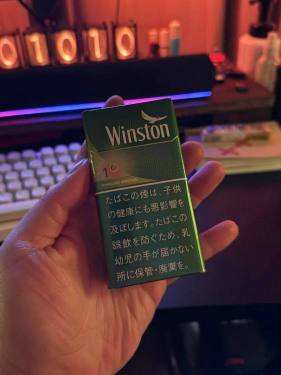 01010
Winston
1
たばこの煙は、子供
の健康にも悪影響を
及ぼします。たばこの
誤飲を防ぐため、乳
幼児の手が届かない
所に保管・廃棄を。